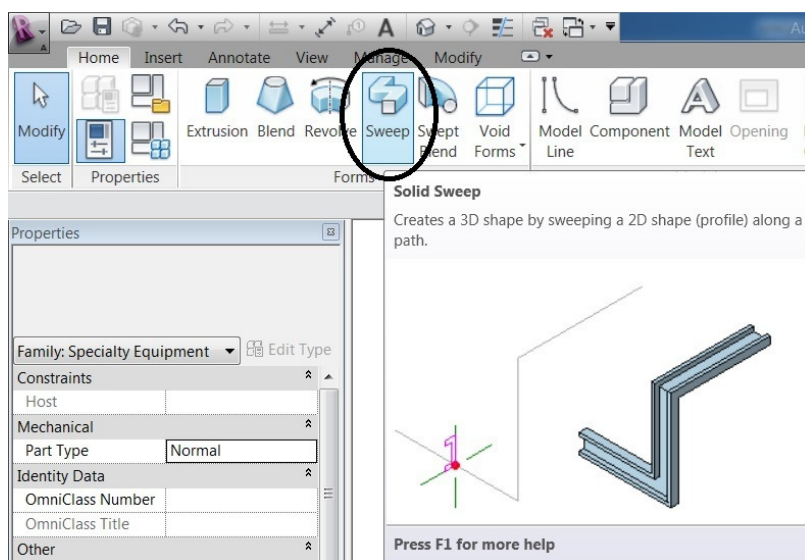 A
A
Au
Home Insert Annotate View Manage Modify
Modify
Extrusion Blend Revolve Sweep Swept Blend Void Forms Model Line Component Model Text Opening
Select Properties Forms
Solid Sweep
Creates a 3D shape by sweeping a 2D shape (profile) along a
path.
Properties
Family: Specialty Equipment Edit Type
Constraints
Host
Mechanical
Part Type Normal
Identity Data
OmniClass Number
OmniClass Title
Other
Press F1 for more help